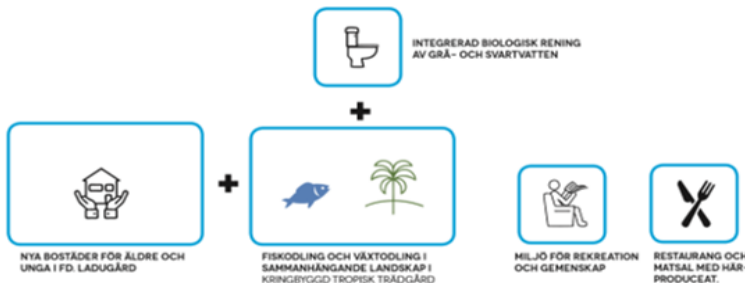 INTEGRERAD BIOLOGISK RENING
AV GRÅ- OCH SVARTVATTEN
NYA BOSTÄDER FÖR ÄLDRE OCH
UNGA I FD. LADUGÅRD
FISKODLING OCH VÄXTODLING I
SAMMANHÄNGANDE LANDSKAP I
KRINGBYGGD TROPISK TRÄDGÅRD
MILJÖ FÖR REKREATION
OCH GEMENSKAP
RESTAURANG OCH
MATSAL MED HÄR-
PRODUCEAT.